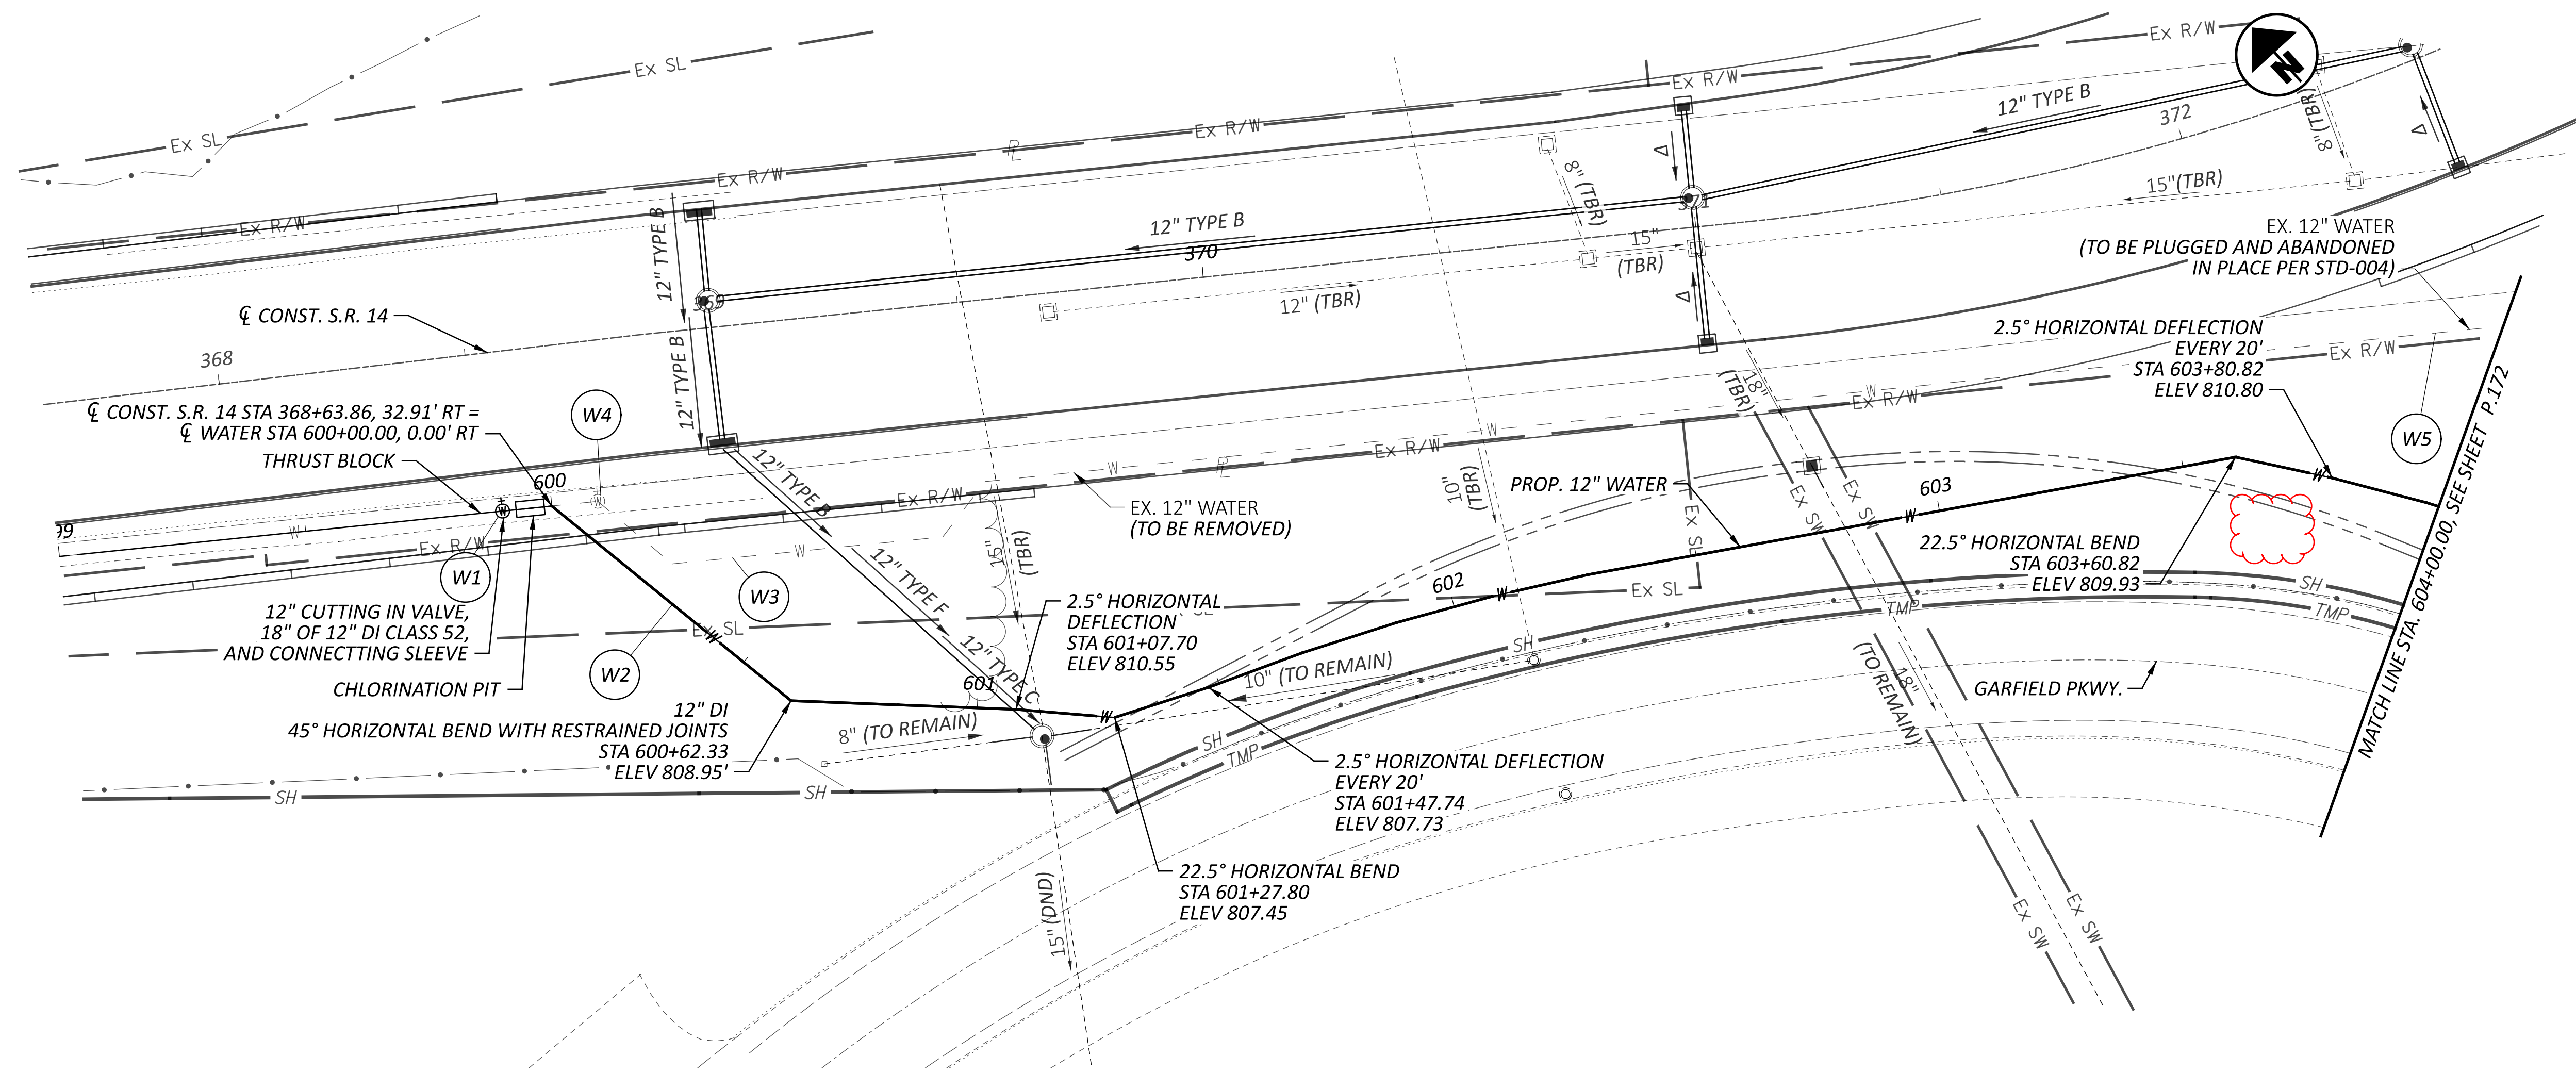 Ex SL
Ex SL
Ex R/W
Ex R/W
Ex R/W
Ex R/W
Ex R/W
N
12" TYPE B
372
8"(TBR)
Δ
15"(TBR)
8" (TBR)
Δ
371
15"
(TBR)
Δ
12" TYPE B
370
12" (TBR)
12" TYPE B
369
12" TYPE B
℄ CONST. S.R. 14
368
EX. 12" WATER
(TO BE PLUGGED AND ABANDONED
IN PLACE PER STD-004)
2.5° HORIZONTAL DEFLECTION
EVERY 20'
STA 603+80.82
ELEV 810.80
Ex R/W
W5
MATCH LINE STA. 604+00.00, SEE SHEET P.172
℄ CONST. S.R. 14 STA 368+63.86, 32.91' RT =
℄ WATER STA 600+00.00, 0.00' RT
THRUST BLOCK
W4
600
99
W
W
W
Ex R/W
W1
12" CUTTING IN VALVE,
18" OF 12" DI CLASS 52,
AND CONNECTTING SLEEVE
CHLORINATION PIT
W2
W3
W
W
Ex SL
12" TYPE B
12" TYPE F
12" TYPE C
601
15"
(TBR)
Ex R/W
W
PL
PL
W
Ex R/W
W
Ex R/W
EX. 12" WATER
(TO BE REMOVED)
10"
(TBR)
18"
(TBR)
PROP. 12" WATER
Ex SL
Ex SL
SL
Ex SW
Ex SW
602
W
W
603
W
W
22.5° HORIZONTAL BEND
STA 603+60.82
ELEV 809.93
2.5° HORIZONTAL
DEFLECTION
STA 601+07.70
ELEV 810.55
12" DI
45° HORIZONTAL BEND WITH RESTRAINED JOINTS
STA 600+62.33
ELEV 808.95'
8" (TO REMAIN)
10" (TO REMAIN)
SH
TMP
SH
TMP
SH
TMP
SH
SH
18"
(TO REMAIN)
GARFIELD PKWY.
2.5° HORIZONTAL DEFLECTION
EVERY 20'
STA 601+47.74
ELEV 807.73
22.5° HORIZONTAL BEND
STA 601+27.80
ELEV 807.45
15" (DND)
Ex SW
Ex SW